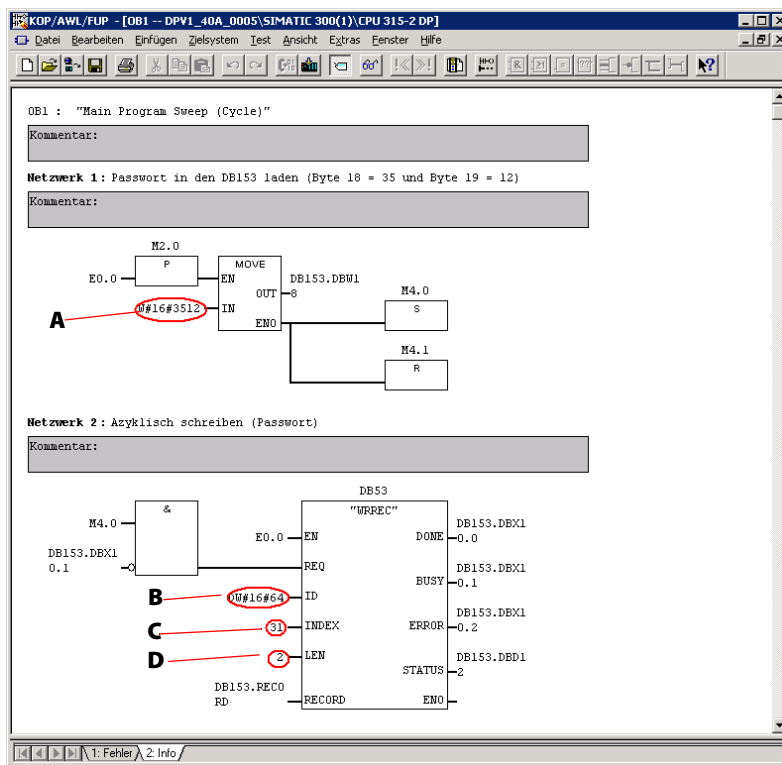 KOP/AWL/FUP - [OB1 -- DPV1_40A_0005\SIMATIC 300(1)\CPU 315-2 DP]
Datei Bearbeiten Einfügen Zielsystem Test Ansicht Extras Fenster Hilfe
OB1 : "Main Program Sweep (Cycle)"
Kommentar:
Netzwerk 1: Passwort in den DB153 laden (Byte 18 = 35 und Byte 19 = 12)
Kommentar:
M2.0
P
MOVE
E0.0
EN
DB153.DBW1
OUT
8
M4.0
A
W#16#3512
IN
S
ENO
M4.1
R
Netzwerk 2: Azyklisch schreiben (Passwort)
Kommentar:
DB53
&
"WRREC"
M4.0
E0.0
EN
DONE
DB153.DBX1
0.0
DB153.DBX1
0.1
REQ
DB153.DBX1
BUSY
0.1
B
DW#16#64
ID
C
31
INDEX
ERROR
DB153.DBX1
0.2
D
2
LEN
STATUS
DB153.DBD1
2
DB153.RECO
RD
RECORD
ENO
1: Fehler
2: Info